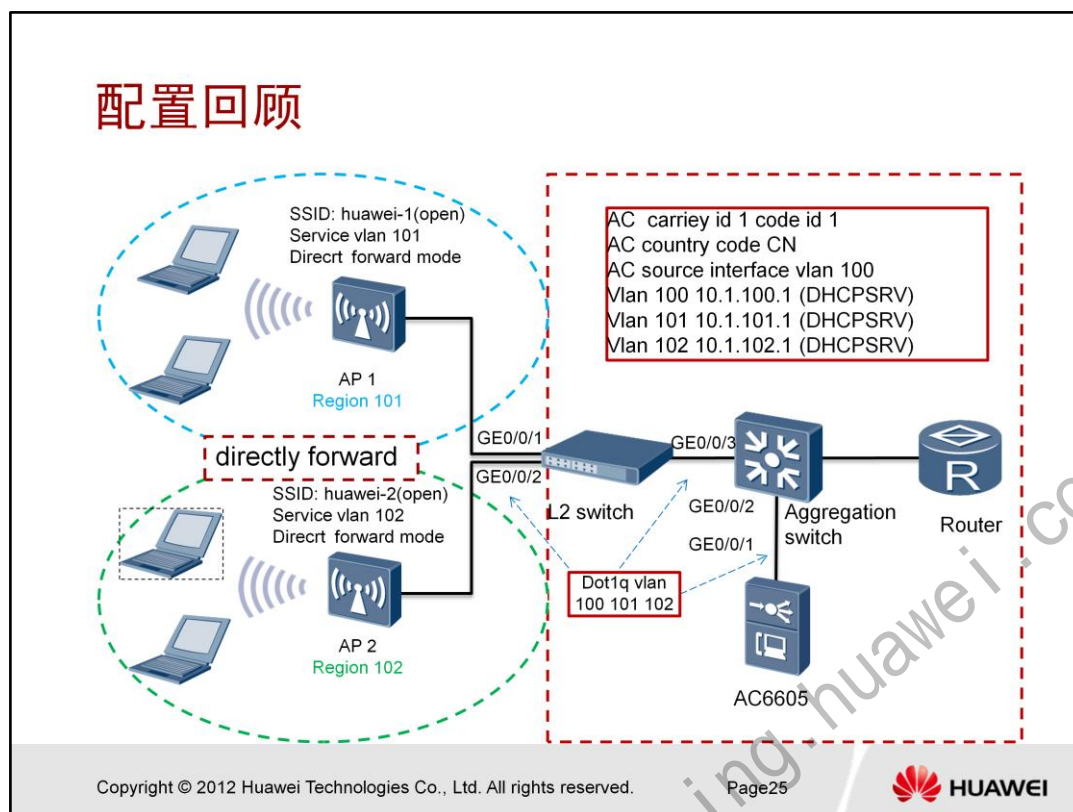 配置回顾
SSID: huawei-1(open)
Service vlan 101
Direcrt forward mode
AP 1
Region 101
directly forward
SSID: huawei-2(open)
Service vlan 102
Direcrt forward mode
AP 2
Region 102
AC carriey id 1 code id 1
AC country code CN
AC source interface vlan 100
Vlan 100 10.1.100.1 (DHCPSRV)
Vlan 101 10.1.101.1 (DHCPSRV)
Vlan 102 10.1.102.1 (DHCPSRV)
GE0/0/1
GE0/0/2
L2 switch
GE0/0/3
GE0/0/2
GE0/0/1
Aggregation
switch
R
Router
Dot1q vlan
100 101 102
AC6605
Copyright © 2012 Huawei Technologies Co., Ltd. All rights reserved.
Page25
HUAWEI
ing.huawei.co